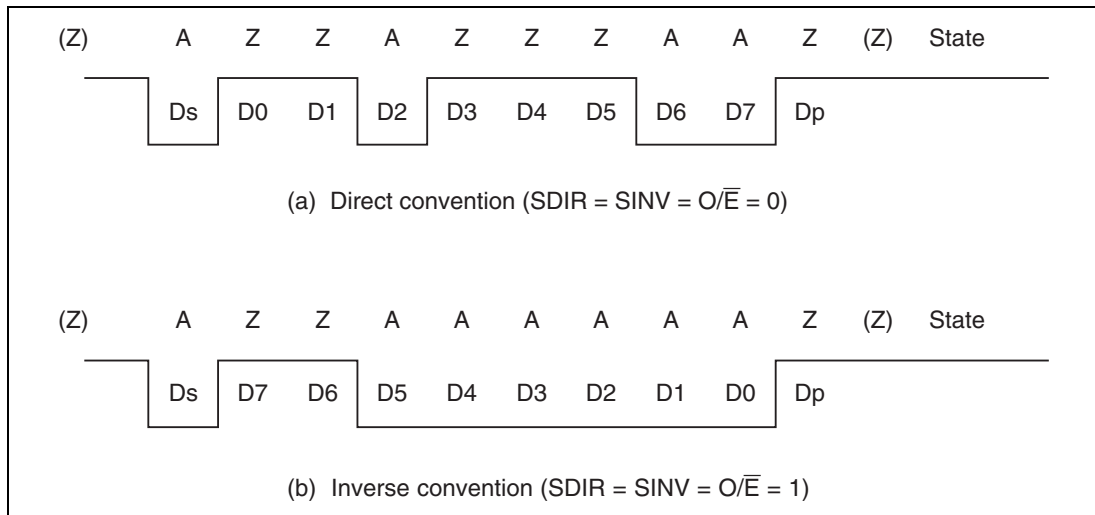 (Z) A Z Z A Z Z Z A A Z (Z) State
Ds D0 D1 D2 D3 D4 D5 D6 D7 Dp
(a) Direct convention (SDIR = SINV = O/E̅ = 0)
(Z) A Z Z A A A A A A Z (Z) State
Ds D7 D6 D5 D4 D3 D2 D1 D0 Dp
(b) Inverse convention (SDIR = SINV = O/E̅ = 1)